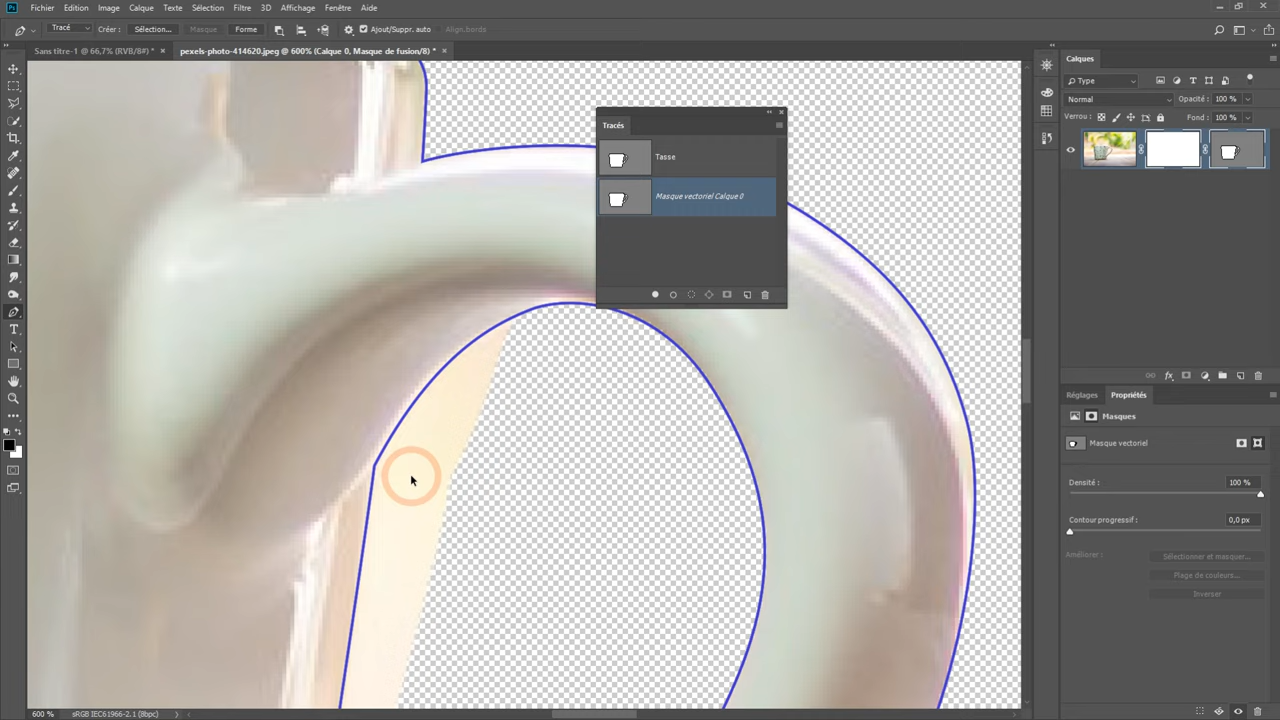 Fichier Edition Image Calque Texte Sélection Filtre 3D Affichage Fenêtre Aide
Tracé Créer : Sélection... Masque Forme Ajout/Suppr. auto Align.bords
Sans titre-1 @ 66,7% (RVB/8#) * pexels-photo-414620.jpeg @ 600% (Calque 0, Masque de fusion/8) *
Calques
Type
Normal Opacité : 100 %
Verrou : Fond : 100 %
Tracés
Tasse
Masque vectoriel Calque 0
Réglages Propriétés
Masques
Masque vectoriel
Densité : 100 %
Contour progressif : 0,0 px
Améliorer : Sélectionner et masquer...
Plage de couleurs...
Inverser
600 % sRGB IEC61966-2.1 (8bpc)